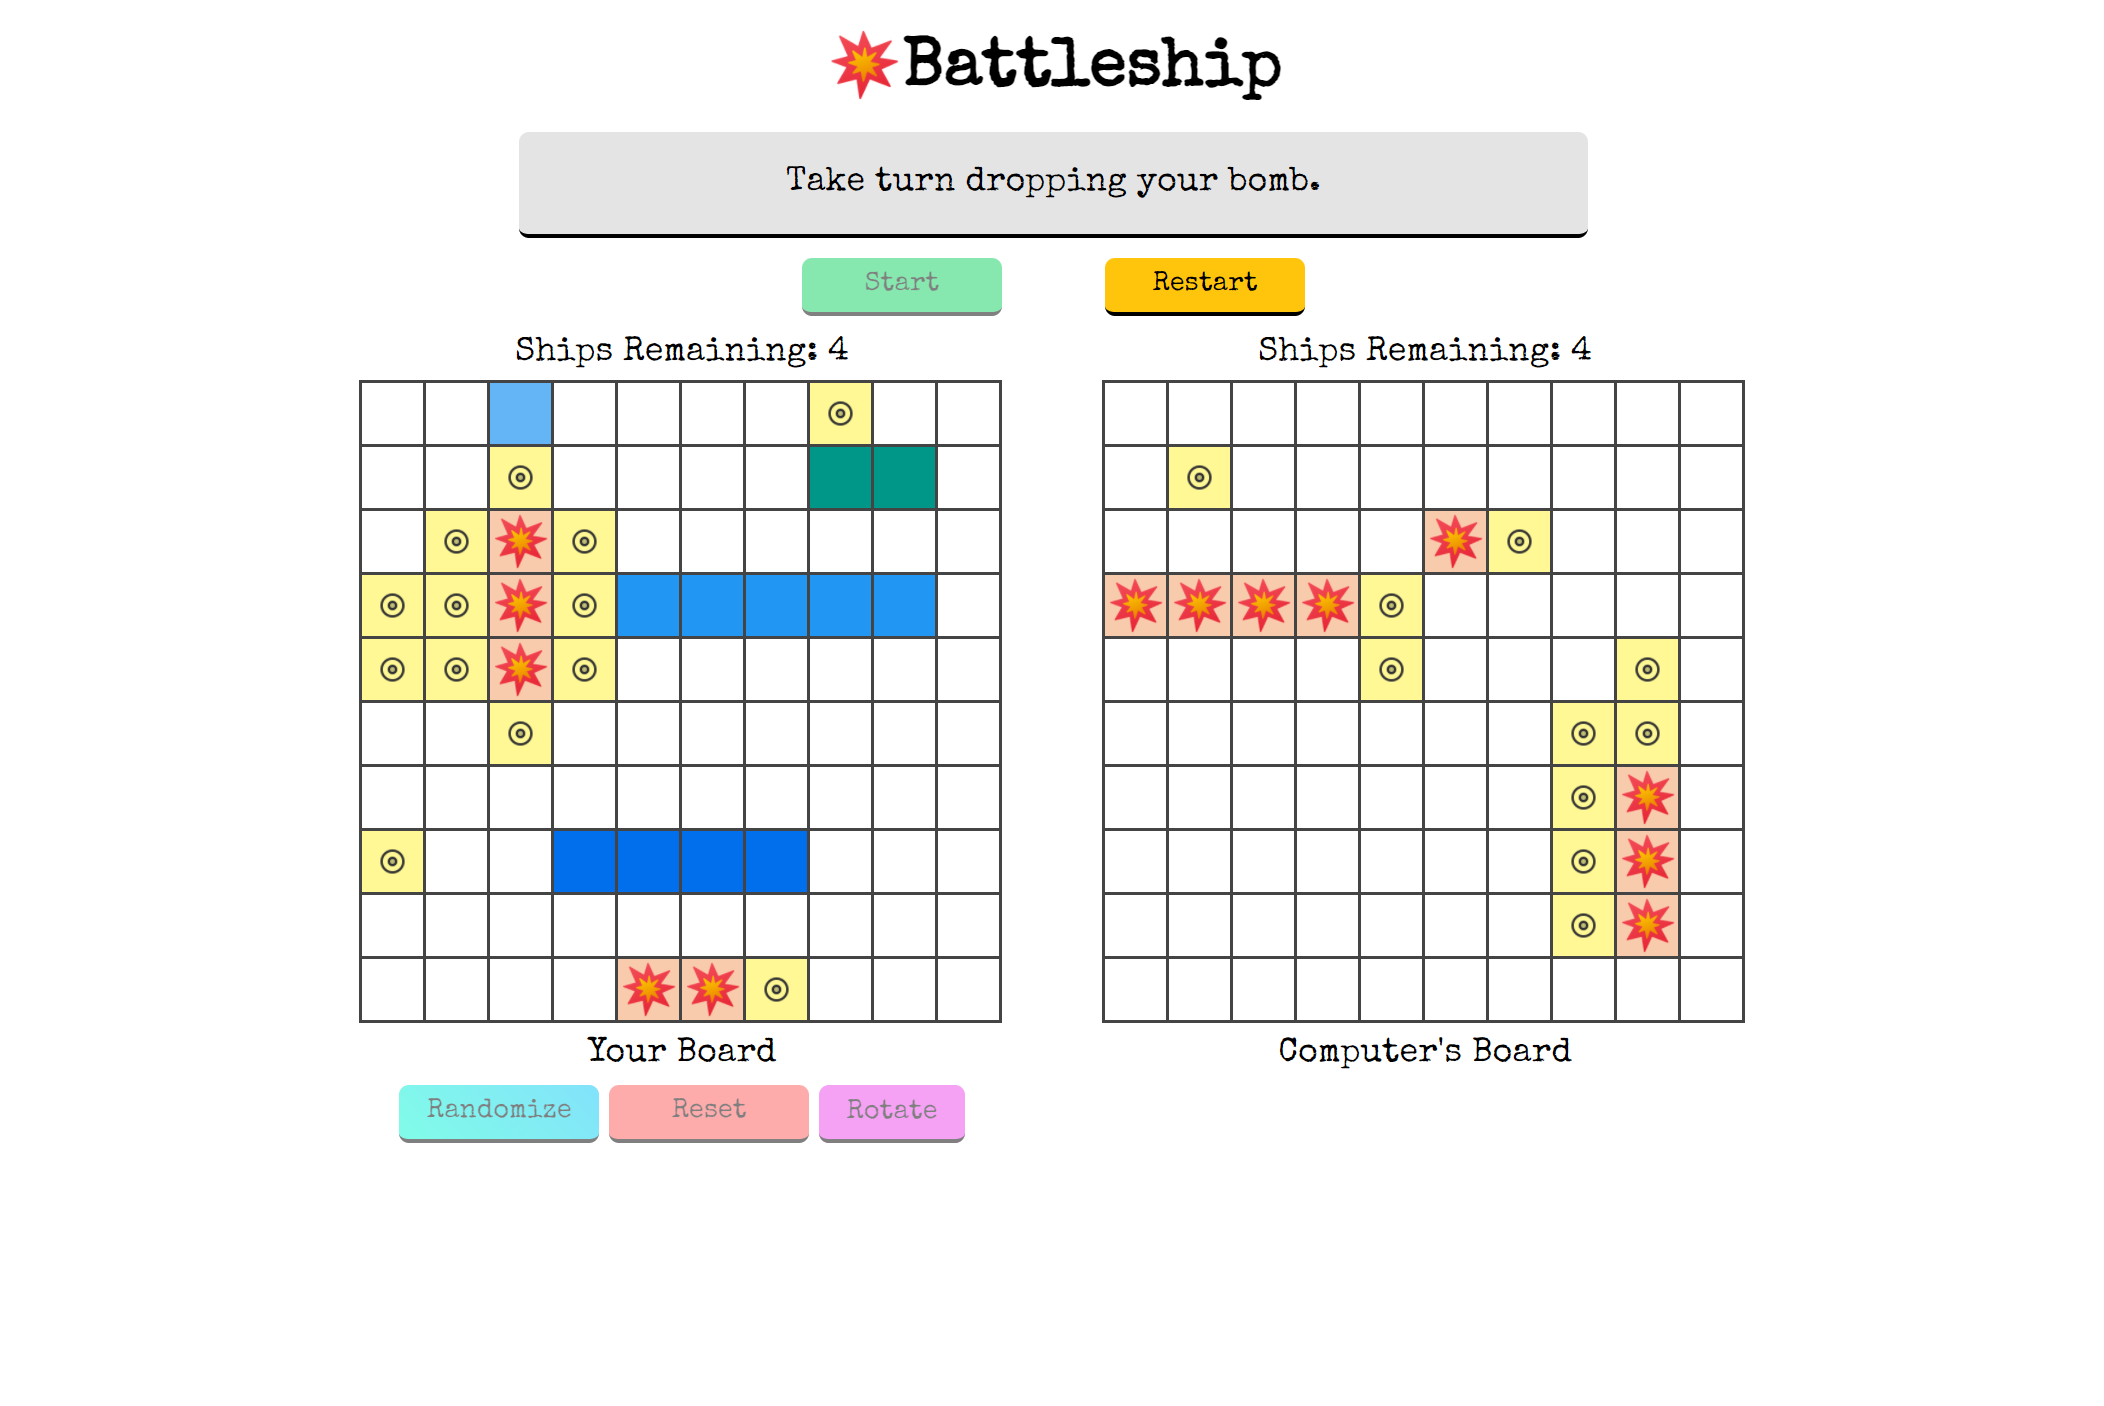 Battleship
Take turn dropping your bomb.
Start
Restart
Ships Remaining: 4
Ships Remaining: 4
Your Board
Computer's Board
Randomize
Reset
Rotate